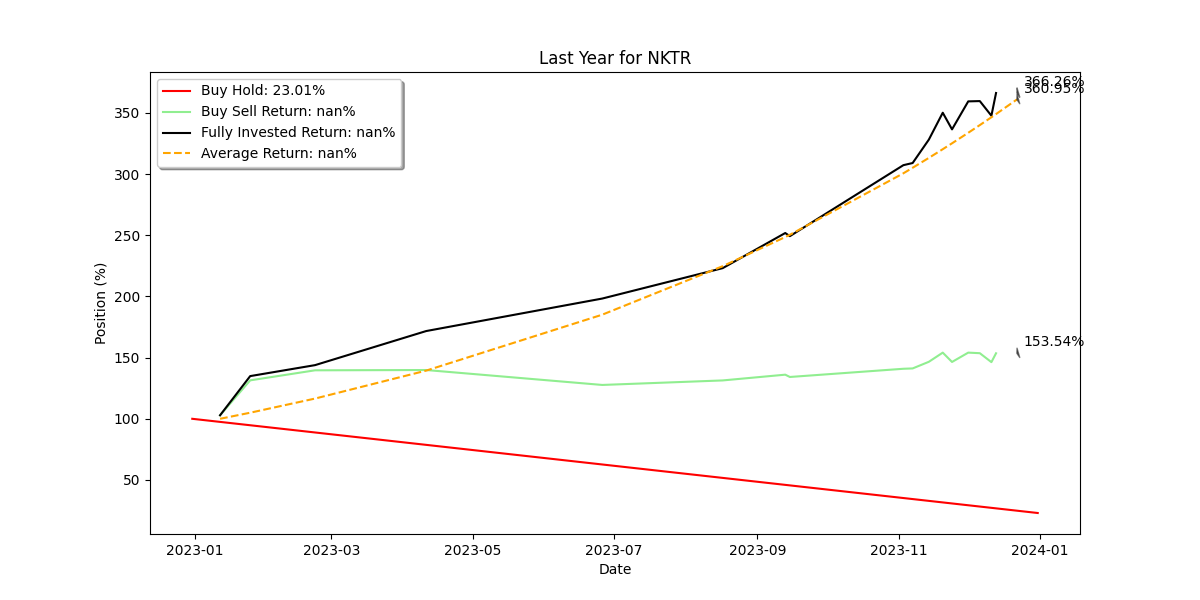 Last Year for NKTR
Buy Hold: 23.01%
Buy Sell Return: nan%
Fully Invested Return: nan%
Average Return: nan%
366.26%
360.95%
153.54%
Position (%)
350
300
250
200
150
100
50
2023-01
2023-03
2023-05
2023-07
2023-09
2023-11
2024-01
Date